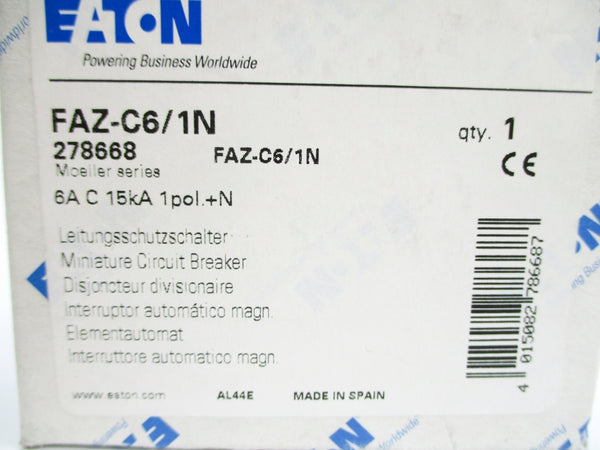 EATON
Powering Business Worldwide
FAZ-C6/1N
qty. 1
278668
FAZ-C6/1N
Moeller series
CE
6A C 15kA 1pol.+N
Leitungsschutzschalter
Miniature Circuit Breaker
Disjoncteur divisionaire
Interruptor automático magn.
Elementautomat
Interruttore automatico magn.
4 015082 786687
www.eaton.com AL44E MADE IN SPAIN